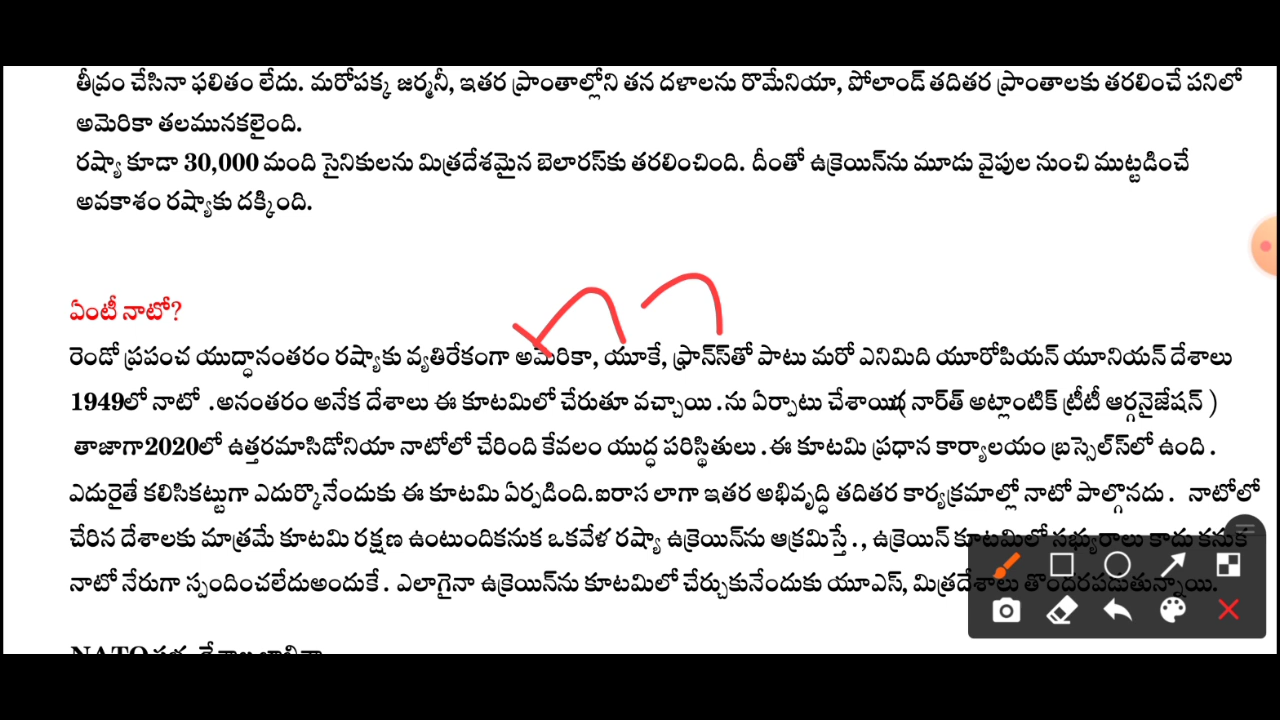 తీవ్రం చేసినా ఫలితం లేదు. మరోపక్క జర్మనీ, ఇతర ప్రాంతాల్లోని తన దళాలను రొమేనియా, పోలాండ్ తదితర ప్రాంతాలకు తరలించే పనిలో
అమెరికా తలమునకలైంది.
రష్యా కూడా 30,000 మంది సైనికులను మిత్రదేశమైన బెలారస్‌కు తరలించింది. దీంతో ఉక్రెయిన్‌ను మూడు వైపుల నుంచి ముట్టడించే
అవకాశం రష్యాకు దక్కింది.
ఏంటీ నాటో?
రెండో ప్రపంచ యుద్ధానంతరం రష్యాకు వ్యతిరేకంగా అమెరికా, యూకే, ఫ్రాన్‌స్‌తో పాటు మరో ఎనిమిది యూరోపియన్ యూనియన్ దేశాలు
1949లో నాటో .అనంతరం అనేక దేశాలు ఈ కూటమిలో చేరుతూ వచ్చాయి .ను ఏర్పాటు చేశాయి( నార్త్ అట్లాంటిక్ ట్రీటీ ఆర్గనైజేషన్ )
తాజాగా2020లో ఉత్తరమాసిడోనియా నాటోలో చేరింది కేవలం యుద్ధ పరిస్థితులు .ఈ కూటమి ప్రధాన కార్యాలయం బ్రస్సెల్‌స్‌లో ఉంది .
ఎదురైతే కలిసికట్టుగా ఎదుర్కొనేందుకు ఈ కూటమి ఏర్పడింది.ఐరాస లాగా ఇతర అభివృద్ధి తదితర కార్యక్రమాల్లో నాటో పాల్గొనదు . నాటోలో
చేరిన దేశాలకు మాత్రమే కూటమి రక్షణ ఉంటుందికనుక ఒకవేళ రష్యా ఉక్రెయిన్‌ను ఆక్రమిస్తే ., ఉక్రెయిన్ కూటమిలో సభ్యురాలు కాదు కనుక
నాటో నేరుగా స్పందించలేదుఅందుకే . ఎలాగైనా ఉక్రెయిన్‌ను కూటమిలో చేర్చుకునేందుకు యూఎస్, మిత్రదేశాలు తొందరపడుతున్నాయి.